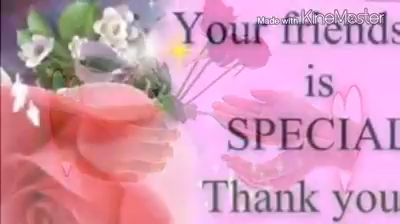 Made with KineMaster
Your friends
is
SPECIAL
Thank you